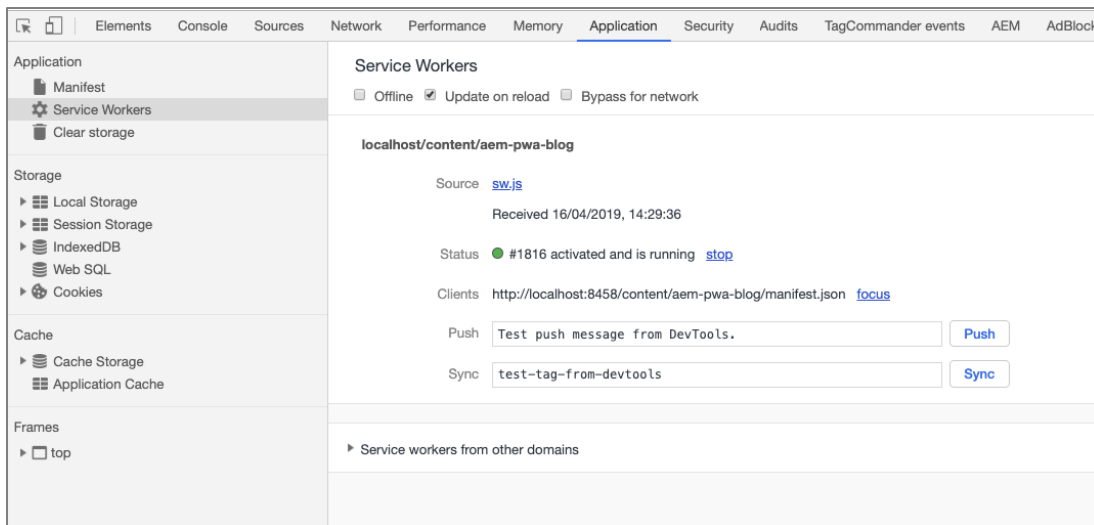 Elements Console Sources Network Performance Memory Application Security Audits TagCommander events AEM AdBlock
Application
Manifest
Service Workers
Clear storage
Storage
Local Storage
Session Storage
IndexedDB
Web SQL
Cookies
Cache
Cache Storage
Application Cache
Frames
top
Service Workers
Offline Update on reload Bypass for network
localhost/content/aem-pwa-blog
Source sw.js
Received 16/04/2019, 14:29:36
Status #1816 activated and is running stop
Clients http://localhost:8458/content/aem-pwa-blog/manifest.json focus
Push Test push message from DevTools. Push
Sync test-tag-from-devtools Sync
Service workers from other domains